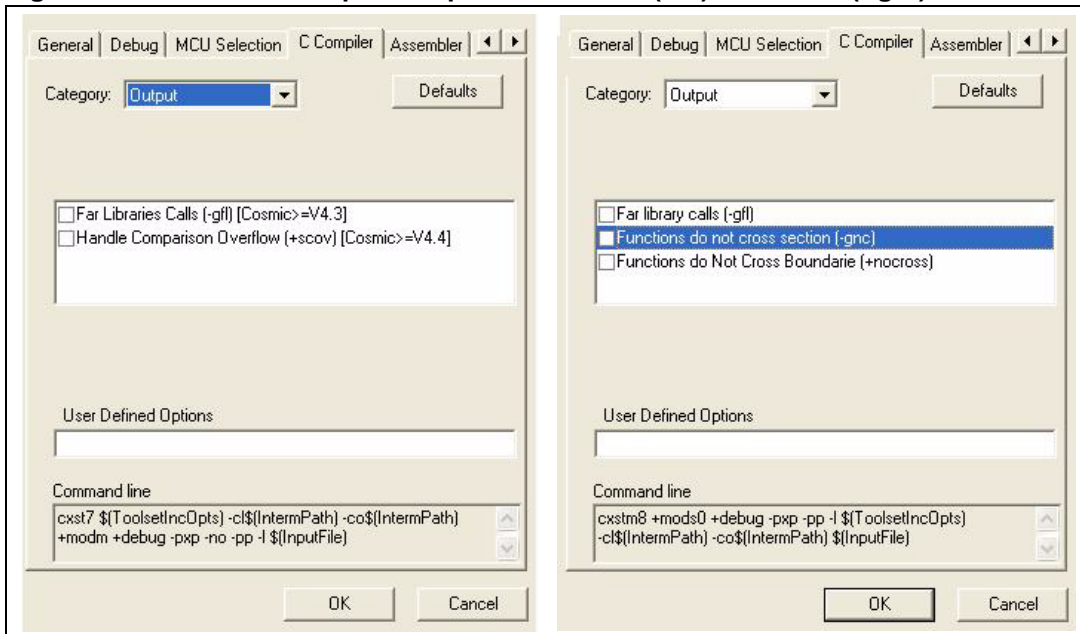 General Debug MCU Selection C Compiler Assembler
Category: Output Defaults
Far Libraries Calls (-gfl) [Cosmic>=V4.3]
Handle Comparison Overflow (+scov) [Cosmic>=V4.4]
User Defined Options
Command line
cxst7 $(ToolsetIncOpts) -cl$(IntermPath) -co$(IntermPath)
+modm +debug -pxp -no -pp -l $(InputFile)
OK Cancel
General Debug MCU Selection C Compiler Assembler
Category: Output Defaults
Far library calls (-gfl)
Functions do not cross section (-gnc)
Functions do Not Cross Boundarie (+nocross)
User Defined Options
Command line
cxstm8 +mods0 +debug -pxp -pp -l $(ToolsetIncOpts)
-cl$(IntermPath) -co$(IntermPath) $(InputFile)
OK Cancel